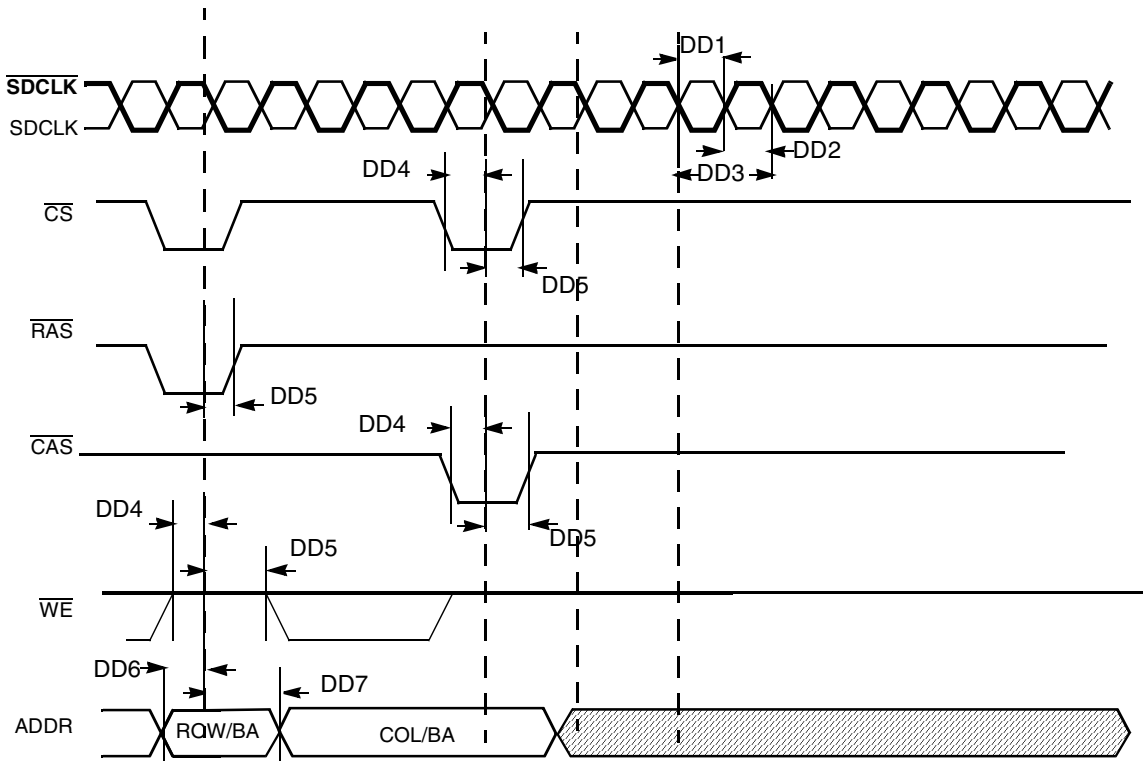 DD1
SDCLK
SDCLK
DD2
DD4
DD3
CS
DD5
RAS
DD5
DD4
CAS
DD4
DD5
DD5
WE
DD6
DD7
ADDR
ROW/BA
COL/BA